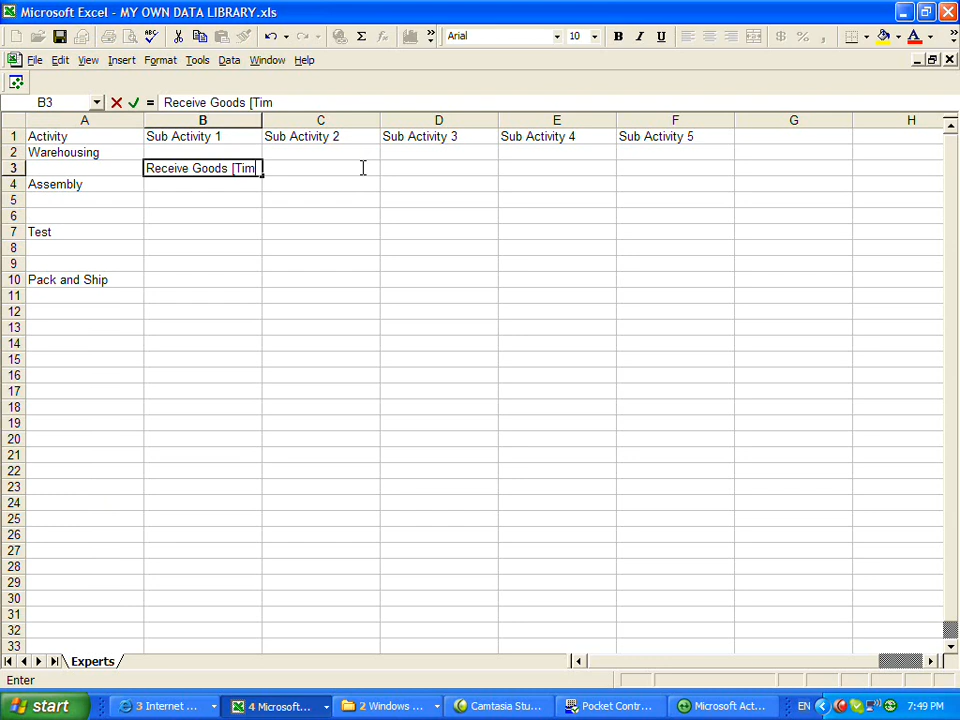 Microsoft Excel - MY OWN DATA LIBRARY.xls
Arial 10 B I U $ % ,
File Edit View Insert Format Tools Data Window Help
B3 = Receive Goods [Tim
A B C D E F G H
1 Activity Sub Activity 1 Sub Activity 2 Sub Activity 3 Sub Activity 4 Sub Activity 5
2 Warehousing
3 Receive Goods [Tim
4 Assembly
5
6
7 Test
8
9
10 Pack and Ship
11
12
13
14
15
16
17
18
19
20
21
22
23
24
25
26
27
28
29
30
31
32
33
Experts
Enter
start 3 Internet ... 4 Microsoft... 2 Windows ... Camtasia Stu... Pocket Contr... Microsoft Act... EN 7:49 PM